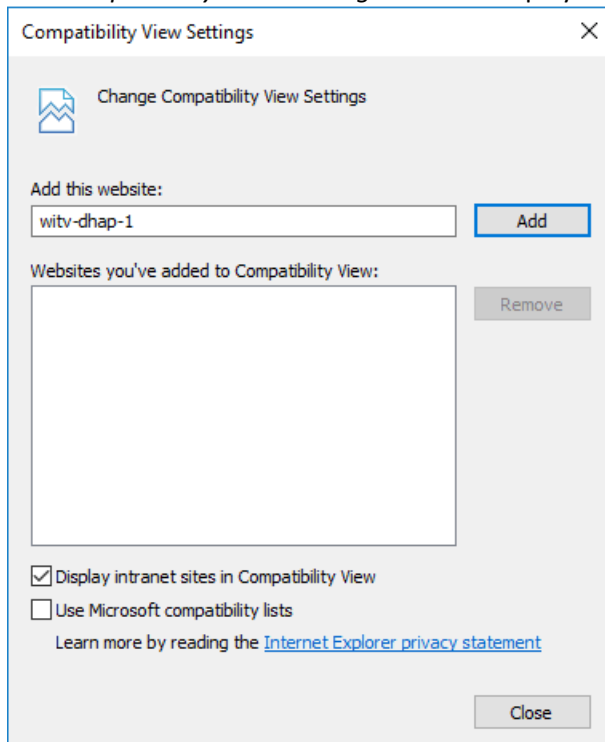 Compatibility View Settings
Change Compatibility View Settings
Add this website:
witv-dhap-1
Add
Websites you've added to Compatibility View:
Remove
Display intranet sites in Compatibility View
Use Microsoft compatibility lists
Learn more by reading the Internet Explorer privacy statement
Close